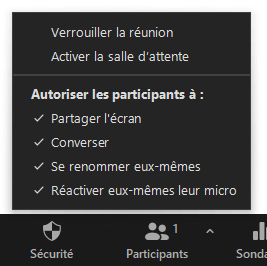 Verrouiller la réunion
Activer la salle d'attente
Autoriser les participants à :
Partager l'écran
Converser
Se renommer eux-mêmes
Réactiver eux-mêmes leur micro
1
Sécurité
Participants
Sonda